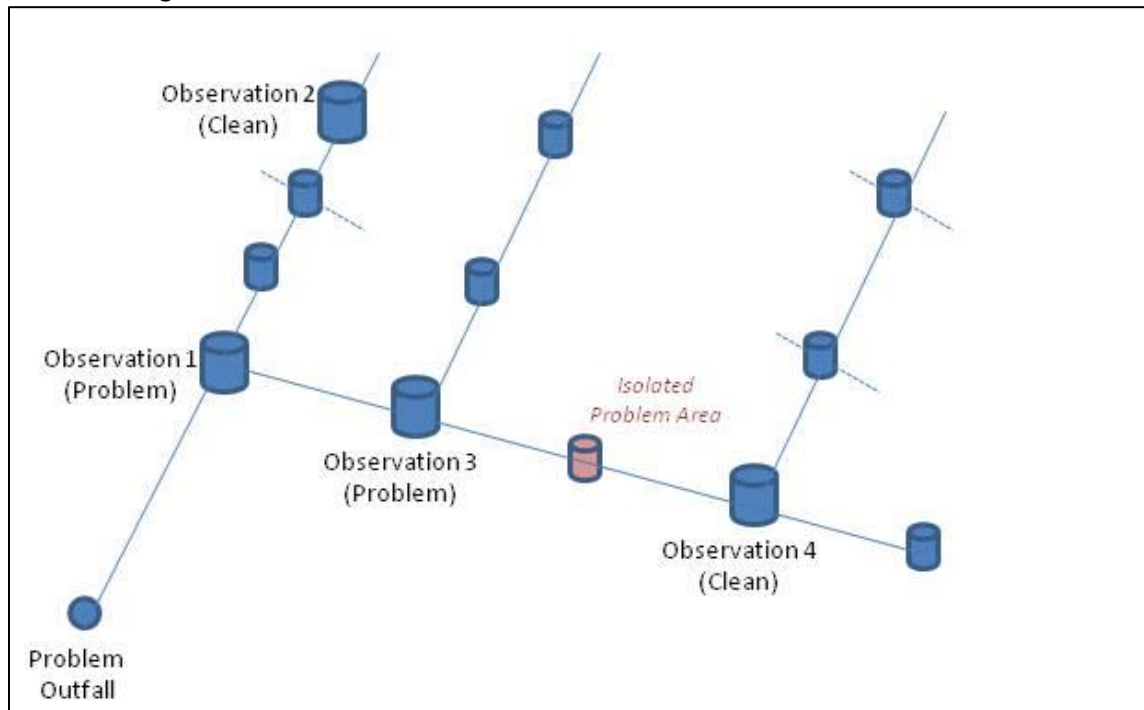 Observation 2
(Clean)
Observation 1
(Problem)
Isolated
Problem Area
Observation 3
(Problem)
Observation 4
(Clean)
Problem
Outfall